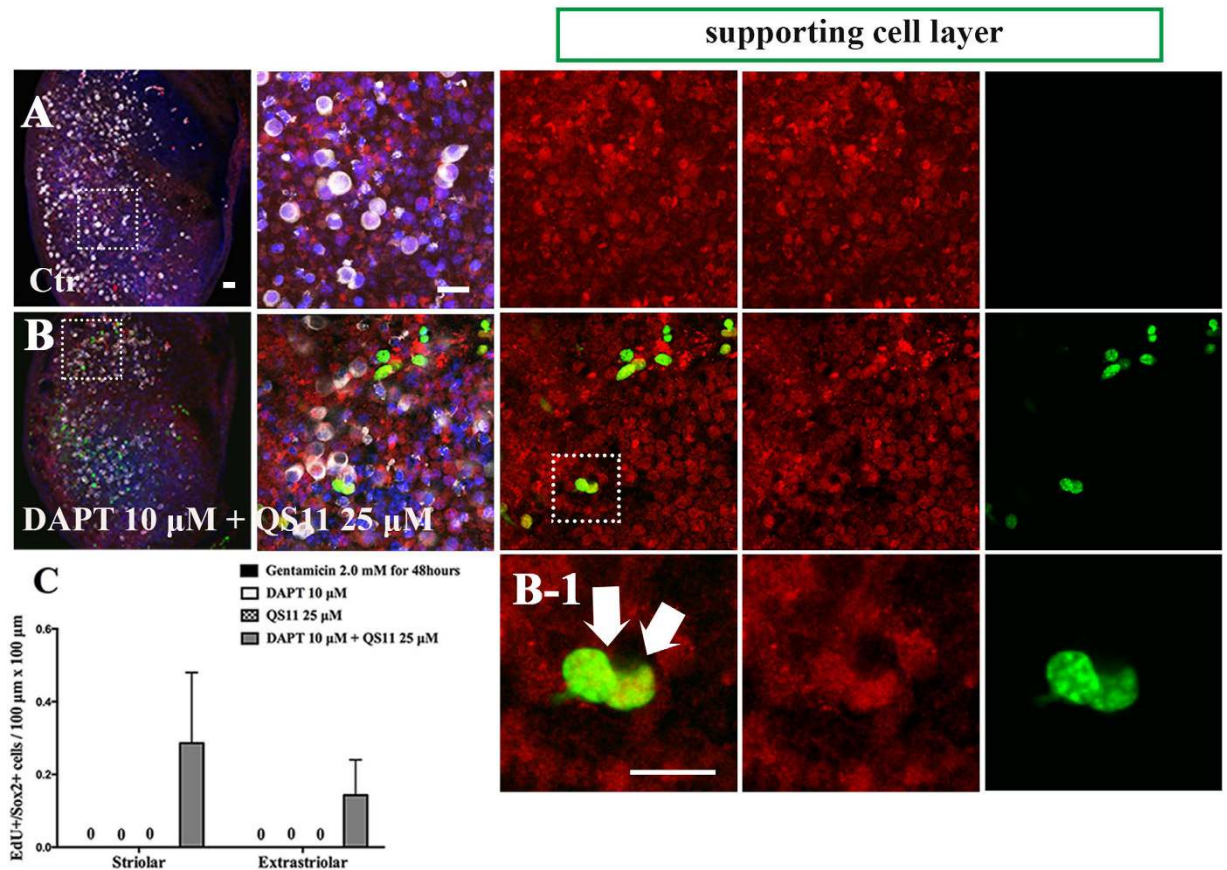 supporting cell layer
A
Ctr
B
DAPT 10 μM + QS11 25 μM
B-1
C
Gentamicin 2.0 mM for 48hours
DAPT 10 μM
QS11 25 μM
DAPT 10 μM + QS11 25 μM
EdU+/Sox2+ cells / 100 μm x 100 μm
0.6
0.4
0.2
0.0
0 0 0
0 0 0
Striolar
Extrastriolar